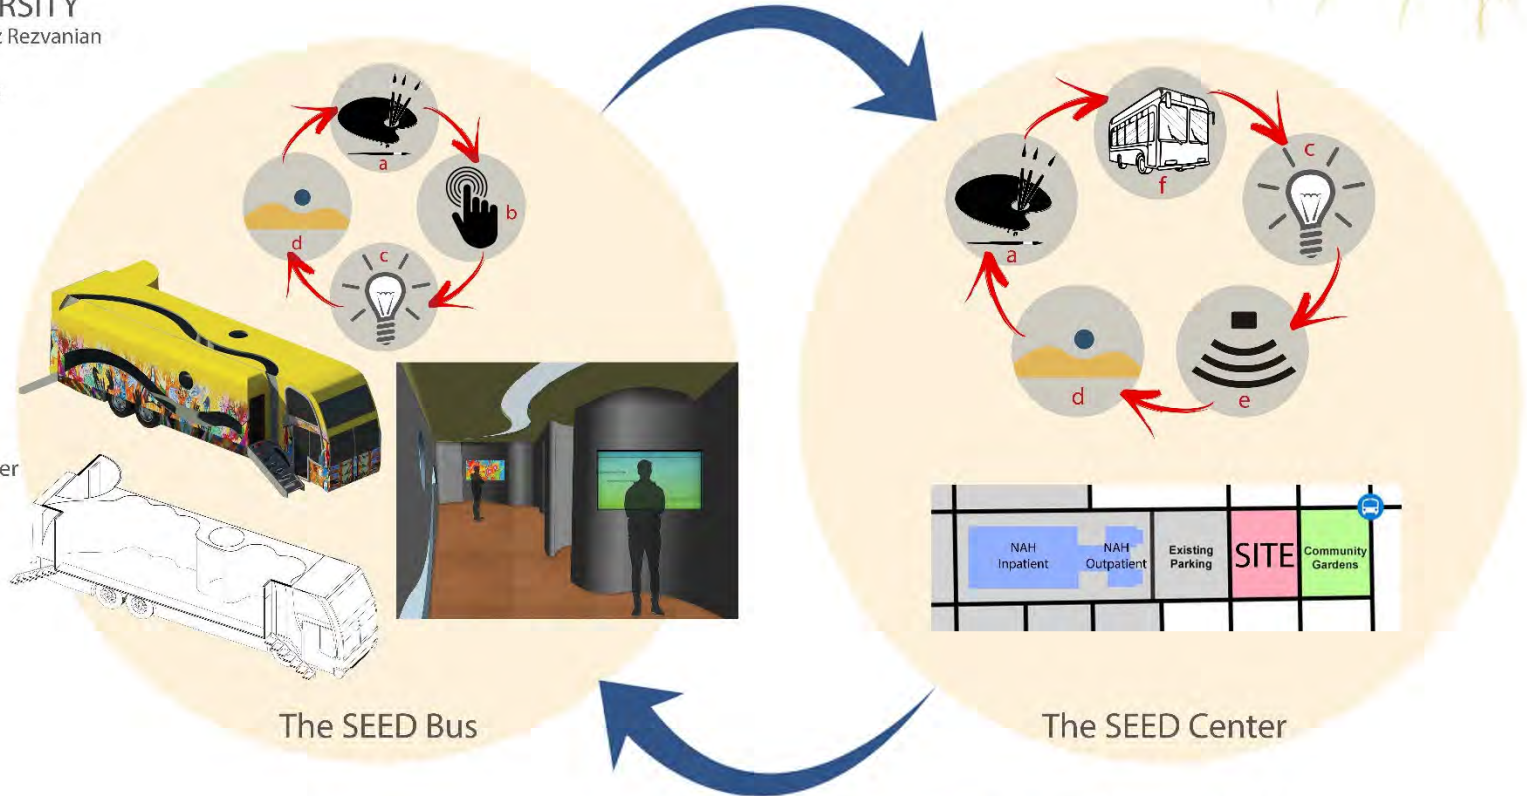 RSITY
z Rezvanian
a
b
c
d
er
The SEED Bus
f
a
c
d
e
NAH
Inpatient
NAH
Outpatient
Existing
Parking
SITE
Community
Gardens
The SEED Center